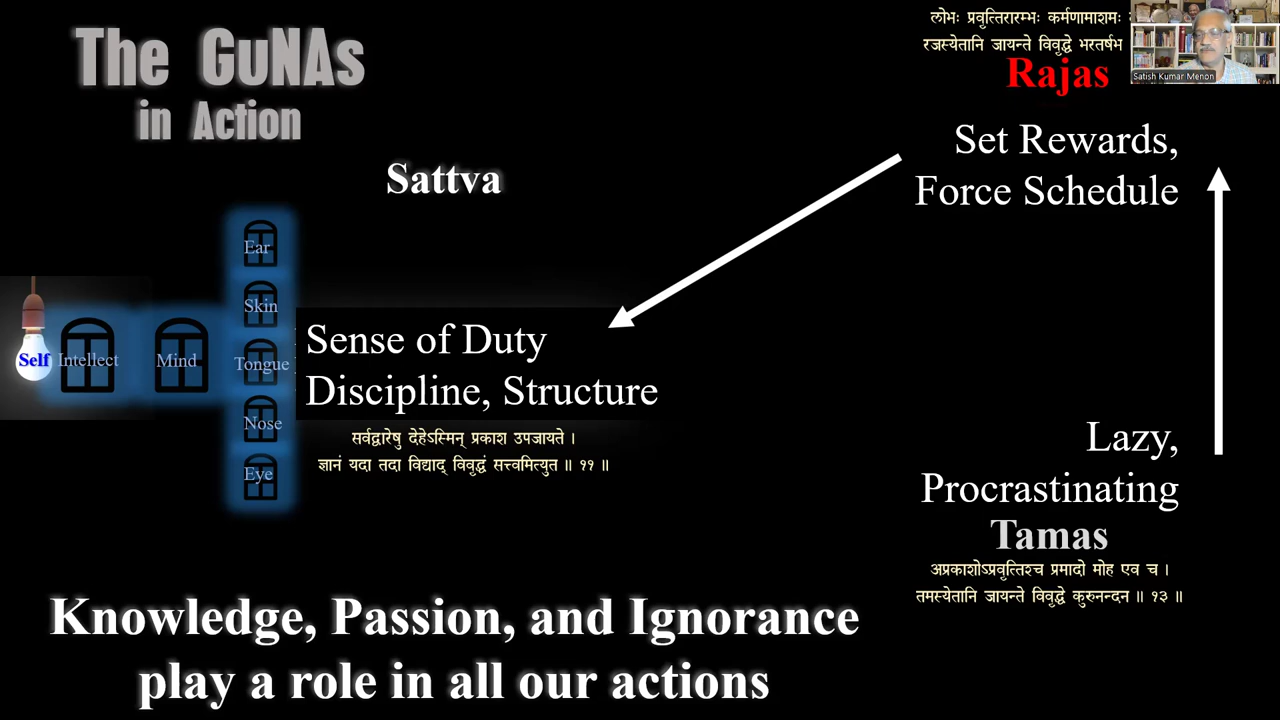 The GuNAs
in Action
लोभः प्रवृत्तिरारम्भः कर्मणामाशमः
रजस्येतानि जायन्ते विवृद्धे भरतर्षभ
Rajas
Satish Kumar Menon
Set Rewards,
Force Schedule
Sattva
Ear
Skin
Self Intellect Mind Tongue
Nose
Eye
Sense of Duty
Discipline, Structure
सर्वद्वारेषु देहेऽस्मिन् प्रकाश उपजायते ।
ज्ञानं यदा तदा विद्याद् विवृद्धं सत्त्वमित्युत ॥ ११ ॥
Lazy,
Procrastinating
Tamas
अप्रकाशोऽप्रवृत्तिश्च प्रमादो मोह एव च ।
तमस्येतानि जायन्ते विवृद्धे कुरुनन्दन ॥ १३ ॥
Knowledge, Passion, and Ignorance
play a role in all our actions